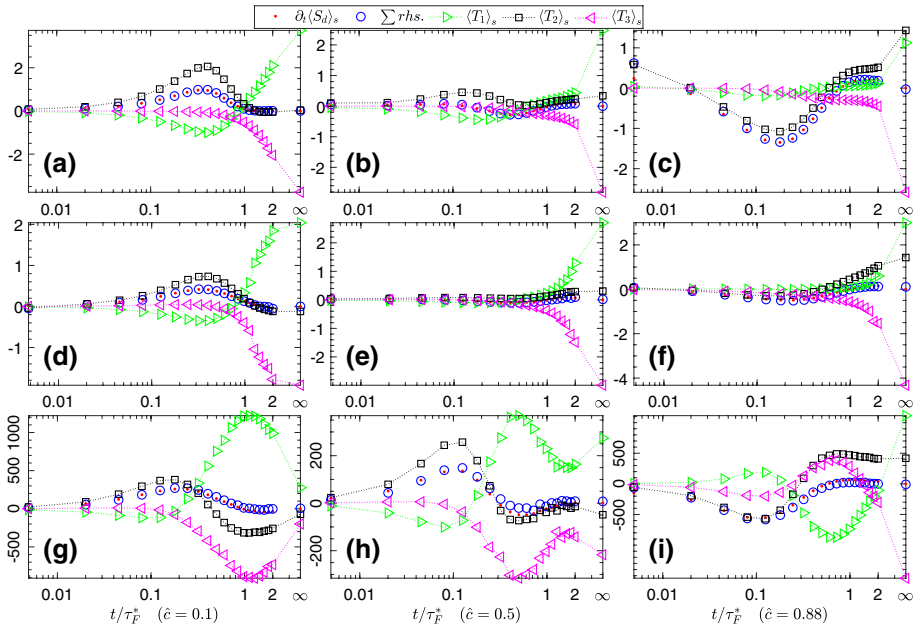 ∂ₜ⟨S_d⟩ₛ ∑ rhs. ⟨T₁⟩ₛ ⟨T₂⟩ₛ ⟨T₃⟩ₛ
2
0
-2
(a)
0.01 0.1 1 2 ∞
2
1
0
-1
-2
(b)
0.01 0.1 1 2 ∞
1
0
-1
-2
(c)
0.01 0.1 1 2 ∞
2
1
0
-1
(d)
0.01 0.1 1 2 ∞
2
1
0
-1
-2
(e)
0.01 0.1 1 2 ∞
2
0
-2
-4
(f)
0.01 0.1 1 2 ∞
1000
500
0
-500
(g)
0.01 0.1 1 2 ∞
200
0
-200
(h)
0.01 0.1 1 2 ∞
500
0
-500
(i)
0.01 0.1 1 2 ∞
t/τ*_F (ĉ = 0.1)
t/τ*_F (ĉ = 0.5)
t/τ*_F (ĉ = 0.88)